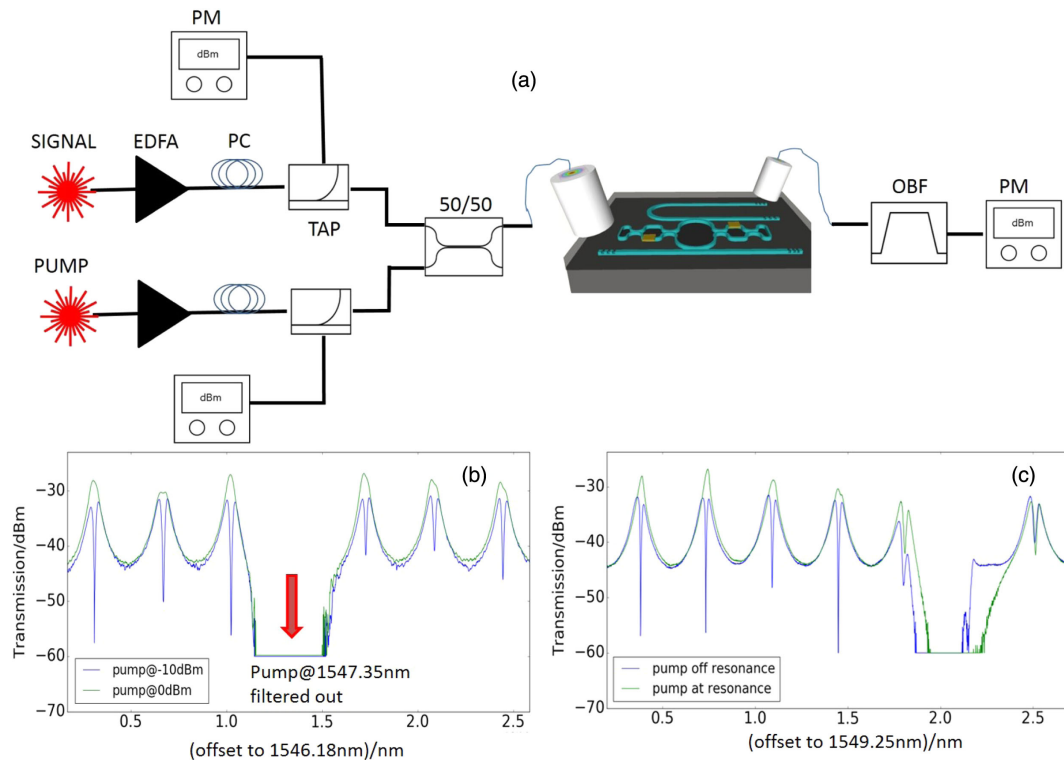 PM
dBm
(a)
SIGNAL
EDFA
PC
TAP
50/50
OBF
PM
dBm
PUMP
dBm
(b)
Transmission/dBm
−30
−40
−50
−60
−70
Pump@1547.35nm
filtered out
pump@-10dBm
pump@0dBm
0.5
1.0
1.5
2.0
2.5
(offset to 1546.18nm)/nm
(c)
Transmission/dBm
−30
−40
−50
−60
−70
pump off resonance
pump at resonance
0.5
1.0
1.5
2.0
2.5
(offset to 1549.25nm)/nm